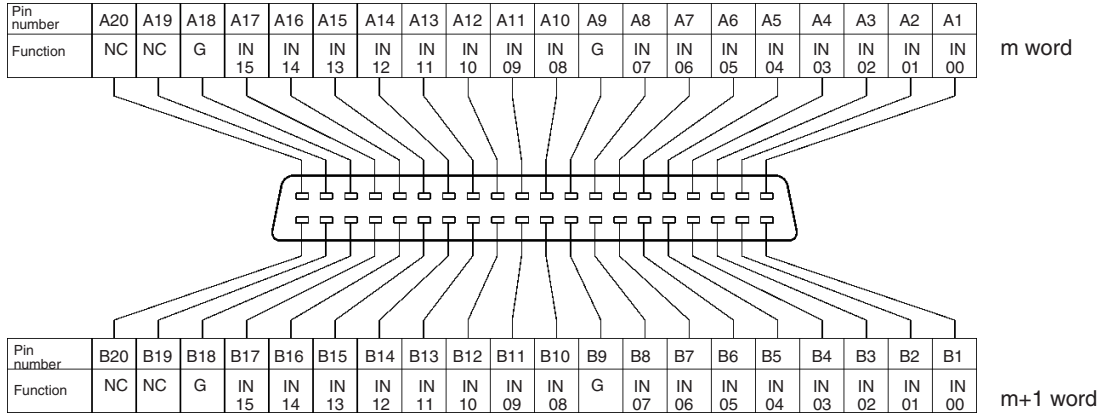 Pin number A20 A19 A18 A17 A16 A15 A14 A13 A12 A11 A10 A9 A8 A7 A6 A5 A4 A3 A2 A1
Function NC NC G IN 15 IN 14 IN 13 IN 12 IN 11 IN 10 IN 09 IN 08 G IN 07 IN 06 IN 05 IN 04 IN 03 IN 02 IN 01 IN 00
m word
Pin number B20 B19 B18 B17 B16 B15 B14 B13 B12 B11 B10 B9 B8 B7 B6 B5 B4 B3 B2 B1
Function NC NC G IN 15 IN 14 IN 13 IN 12 IN 11 IN 10 IN 09 IN 08 G IN 07 IN 06 IN 05 IN 04 IN 03 IN 02 IN 01 IN 00
m+1 word